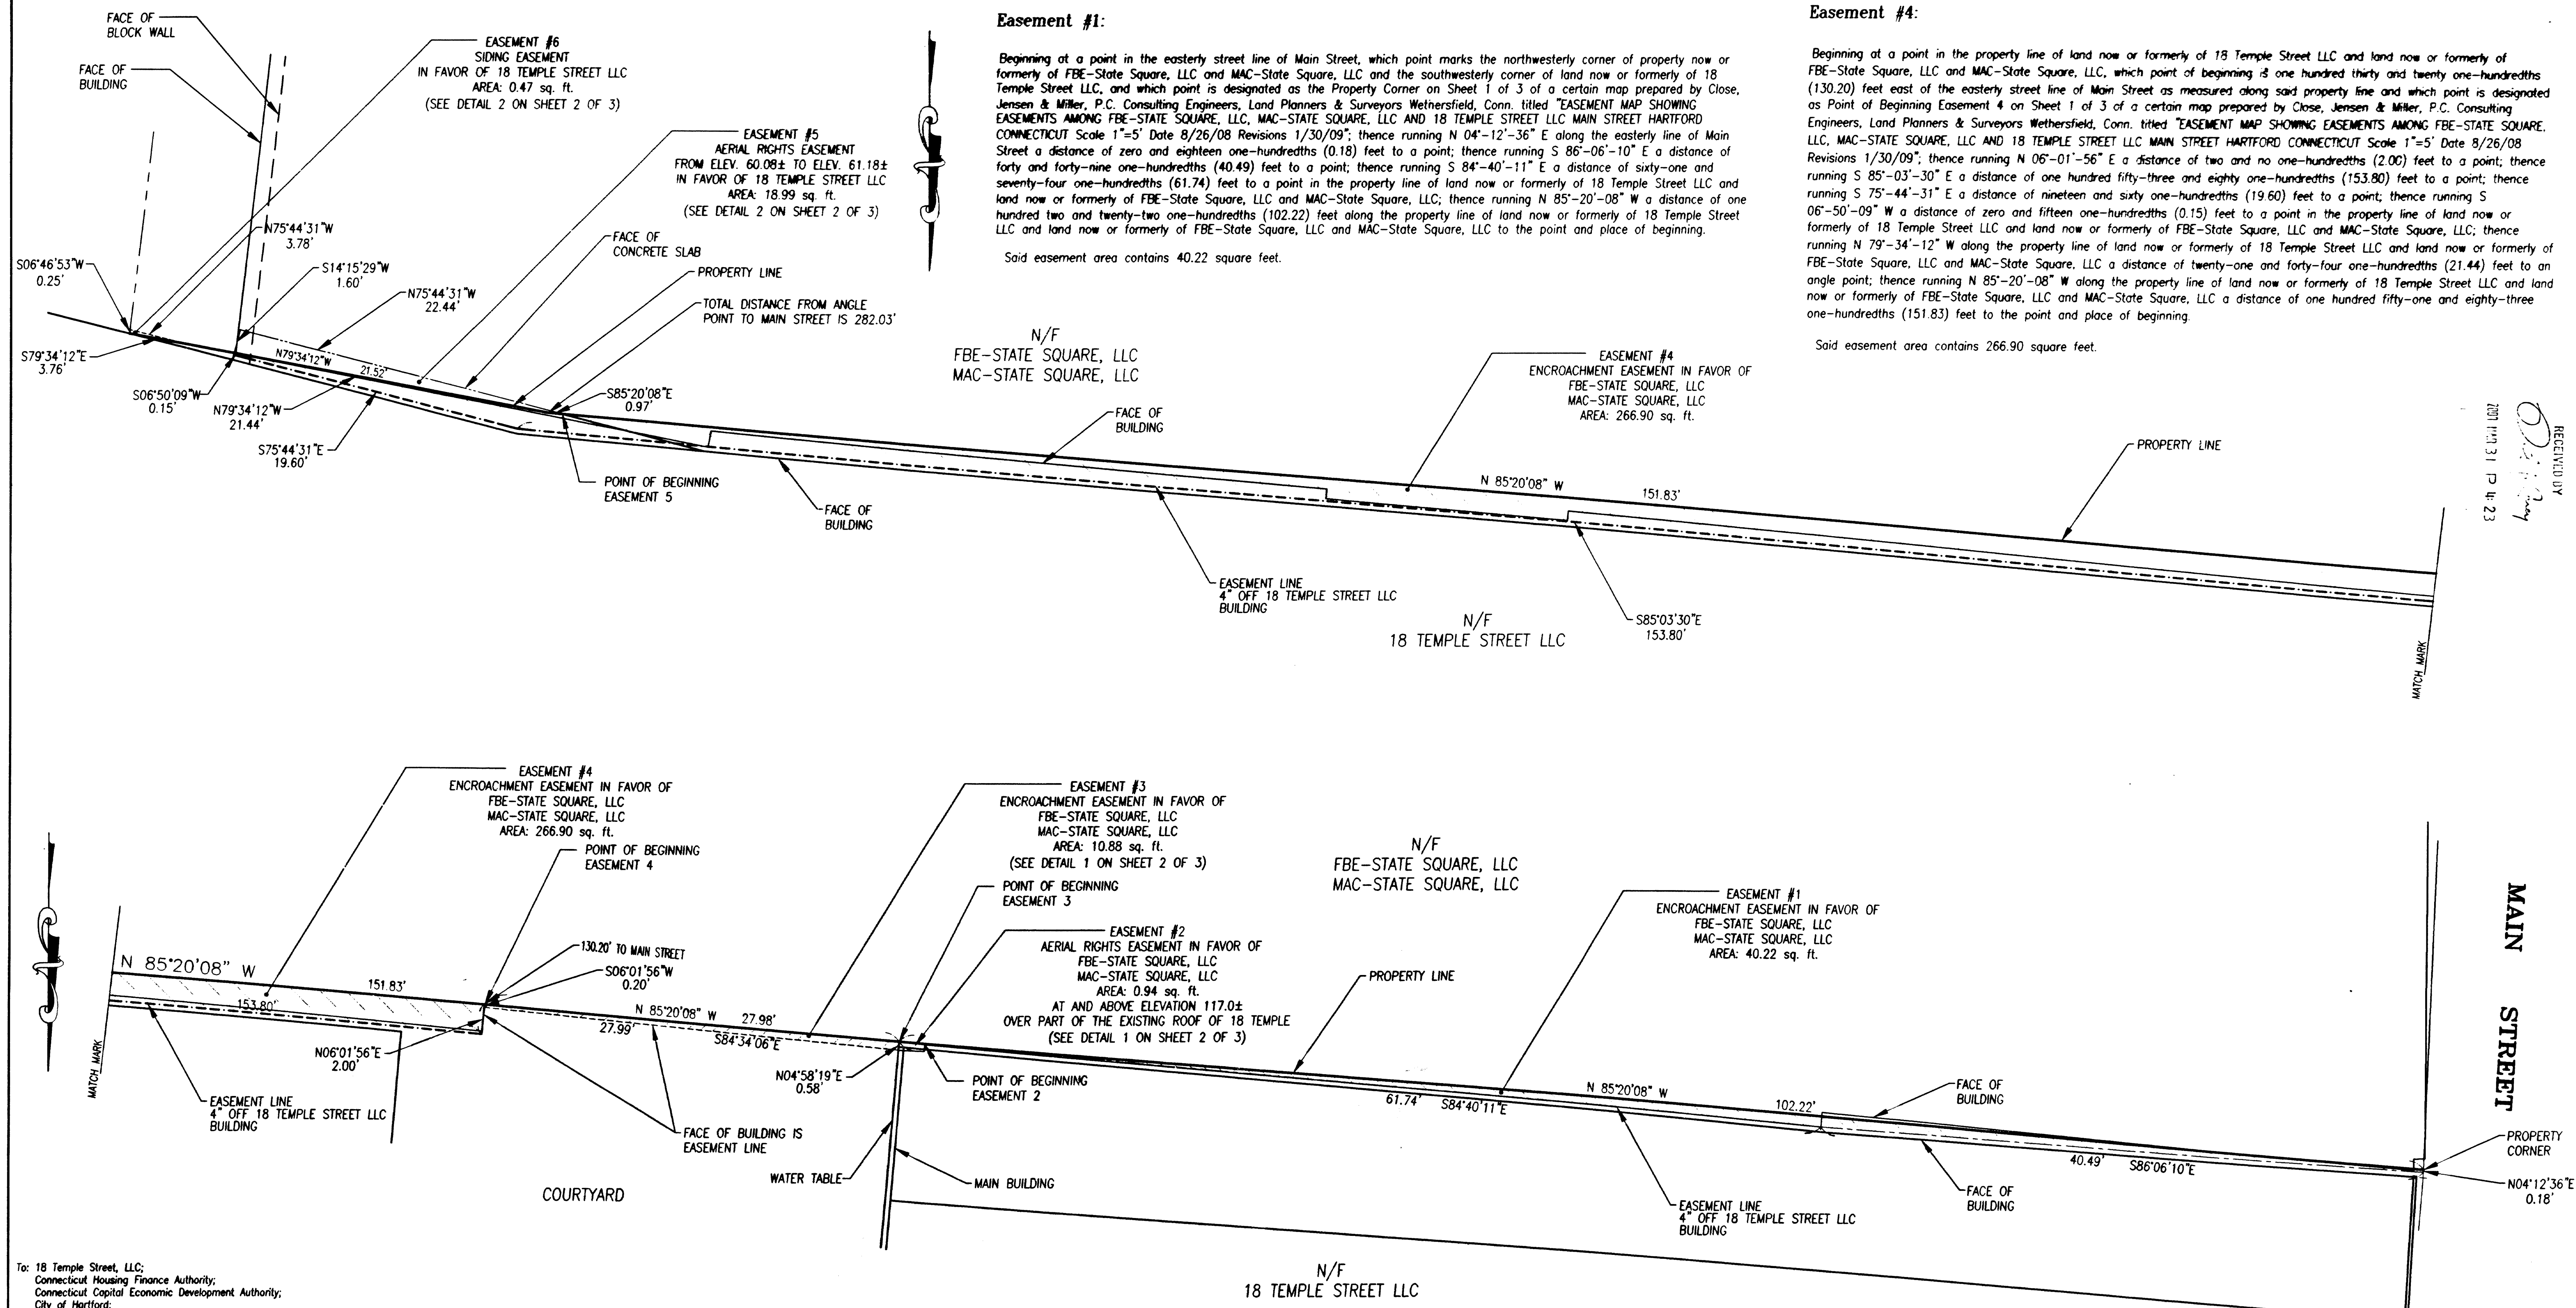 FACE OF
BLOCK WALL
FACE OF
BUILDING
EASEMENT #6
SIDING EASEMENT
IN FAVOR OF 18 TEMPLE STREET LLC
AREA: 0.47 sq. ft.
(SEE DETAIL 2 ON SHEET 2 OF 3)
EASEMENT #5
AERIAL RIGHTS EASEMENT
FROM ELEV. 60.08± TO ELEV. 61.18±
IN FAVOR OF 18 TEMPLE STREET LLC
AREA: 18.99 sq. ft.
(SEE DETAIL 2 ON SHEET 2 OF 3)
Easement #1:
Beginning at a point in the easterly street line of Main Street, which point marks the northwesterly corner of property now or
formerly of FBE-State Square, LLC and MAC-State Square, LLC and the southwesterly corner of land now or formerly of 18
Temple Street LLC, and which point is designated as the Property Corner on Sheet 1 of 3 of a certain map prepared by Close,
Jensen & Miller, P.C. Consulting Engineers, Land Planners & Surveyors Wethersfield, Conn. titled "EASEMENT MAP SHOWING
EASEMENTS AMONG FBE-STATE SQUARE, LLC, MAC-STATE SQUARE, LLC AND 18 TEMPLE STREET LLC MAIN STREET HARTFORD
CONNECTICUT Scale 1"=5' Date 8/26/08 Revisions 1/30/09"; thence running N 04°-12'-36" E along the easterly line of Main
Street a distance of zero and eighteen one-hundredths (0.18) feet to a point; thence running S 86°-06'-10" E a distance of
forty and forty-nine one-hundredths (40.49) feet to a point; thence running S 84°-40'-11" E a distance of sixty-one and
seventy-four one-hundredths (61.74) feet to a point in the property line of land now or formerly of 18 Temple Street LLC and
land now or formerly of FBE-State Square, LLC and MAC-State Square, LLC; thence running N 85°-20'-08" W a distance of one
hundred two and twenty-two one-hundredths (102.22) feet along the property line of land now or formerly of 18 Temple Street
LLC and land now or formerly of FBE-State Square, LLC and MAC-State Square, LLC to the point and place of beginning.
Said easement area contains 40.22 square feet.
Easement #4:
Beginning at a point in the property line of land now or formerly of 18 Temple Street LLC and land now or formerly of
FBE-State Square, LLC and MAC-State Square, LLC, which point of beginning is one hundred thirty and twenty one-hundredths
(130.20) feet east of the easterly street line of Main Street as measured along said property line and which point is designated
as Point of Beginning Easement 4 on Sheet 1 of 3 of a certain map prepared by Close, Jensen & Miller, P.C. Consulting
Engineers, Land Planners & Surveyors Wethersfield, Conn. titled "EASEMENT MAP SHOWING EASEMENTS AMONG FBE-STATE SQUARE,
LLC, MAC-STATE SQUARE, LLC AND 18 TEMPLE STREET LLC MAIN STREET HARTFORD CONNECTICUT Scale 1"=5' Date 8/26/08
Revisions 1/30/09"; thence running N 06°-01'-56" E a distance of two and no one-hundredths (2.00) feet to a point; thence
running S 85°-03'-30" E a distance of one hundred fifty-three and eighty one-hundredths (153.80) feet to a point; thence
running S 75°-44'-31" E a distance of nineteen and sixty one-hundredths (19.60) feet to a point; thence running S
06°-50'-09" W a distance of zero and fifteen one-hundredths (0.15) feet to a point in the property line of land now or
formerly of 18 Temple Street LLC and land now or formerly of FBE-State Square, LLC and MAC-State Square, LLC; thence
running N 79°-34'-12" W along the property line of land now or formerly of 18 Temple Street LLC and land now or formerly of
FBE-State Square, LLC and MAC-State Square, LLC a distance of twenty-one and forty-four one-hundredths (21.44) feet to an
angle point; thence running N 85°-20'-08" W along the property line of land now or formerly of 18 Temple Street LLC and land
now or formerly of FBE-State Square, LLC and MAC-State Square, LLC a distance of one hundred fifty-one and eighty-three
one-hundredths (151.83) feet to the point and place of beginning.
Said easement area contains 266.90 square feet.
RECEIVED BY
31 P 4:23
N75°44'31"W
3.78'
S06°46'53"W
0.25'
S14°15'29"W
1.60'
N75°44'31"W
22.44'
FACE OF
CONCRETE SLAB
PROPERTY LINE
TOTAL DISTANCE FROM ANGLE
POINT TO MAIN STREET IS 282.03'
S79°34'12"E
3.76'
N79°34'12"W
21.52'
S06°50'09"W
0.15'
N79°34'12"W
21.44'
S75°44'31"E
19.60'
S85°20'08"E
0.97'
POINT OF BEGINNING
EASEMENT 5
FACE OF
BUILDING
N/F
FBE-STATE SQUARE, LLC
MAC-STATE SQUARE, LLC
FACE OF
BUILDING
EASEMENT #4
ENCROACHMENT EASEMENT IN FAVOR OF
FBE-STATE SQUARE, LLC
MAC-STATE SQUARE, LLC
AREA: 266.90 sq. ft.
N 85°20'08" W 151.83'
PROPERTY LINE
EASEMENT LINE
4" OFF 18 TEMPLE STREET LLC
BUILDING
N/F
18 TEMPLE STREET LLC
S85°03'30"E
153.80'
MATCH MARK
EASEMENT #4
ENCROACHMENT EASEMENT IN FAVOR OF
FBE-STATE SQUARE, LLC
MAC-STATE SQUARE, LLC
AREA: 266.90 sq. ft.
POINT OF BEGINNING
EASEMENT 4
130.20' TO MAIN STREET
S06°01'56"W
0.20'
N 85°20'08" W 151.83'
153.80'
MATCH MARK
EASEMENT LINE
4" OFF 18 TEMPLE STREET LLC
BUILDING
N06°01'56"E
2.00'
EASEMENT #3
ENCROACHMENT EASEMENT IN FAVOR OF
FBE-STATE SQUARE, LLC
MAC-STATE SQUARE, LLC
AREA: 10.88 sq. ft.
(SEE DETAIL 1 ON SHEET 2 OF 3)
POINT OF BEGINNING
EASEMENT 3
EASEMENT #2
AERIAL RIGHTS EASEMENT IN FAVOR OF
FBE-STATE SQUARE, LLC
MAC-STATE SQUARE, LLC
AREA: 0.94 sq. ft.
AT AND ABOVE ELEVATION 117.0±
OVER PART OF THE EXISTING ROOF OF 18 TEMPLE
(SEE DETAIL 1 ON SHEET 2 OF 3)
N 85°20'08" W 27.98'
27.99' S84°34'06"E
N04°58'19"E
0.58'
POINT OF BEGINNING
EASEMENT 2
FACE OF BUILDING IS
EASEMENT LINE
WATER TABLE
MAIN BUILDING
COURTYARD
N/F
FBE-STATE SQUARE, LLC
MAC-STATE SQUARE, LLC
PROPERTY LINE
EASEMENT #1
ENCROACHMENT EASEMENT IN FAVOR OF
FBE-STATE SQUARE, LLC
MAC-STATE SQUARE, LLC
AREA: 40.22 sq. ft.
N 85°20'08" W 102.22'
61.74' S84°40'11"E
FACE OF
BUILDING
40.49' S86°06'10"E
FACE OF
BUILDING
EASEMENT LINE
4" OFF 18 TEMPLE STREET LLC
BUILDING
MAIN STREET
PROPERTY
CORNER
N04°12'36"E
0.18'
N/F
18 TEMPLE STREET LLC
To: 18 Temple Street, LLC;
Connecticut Housing Finance Authority;
Connecticut Capital Economic Development Authority;
City of Hartford;